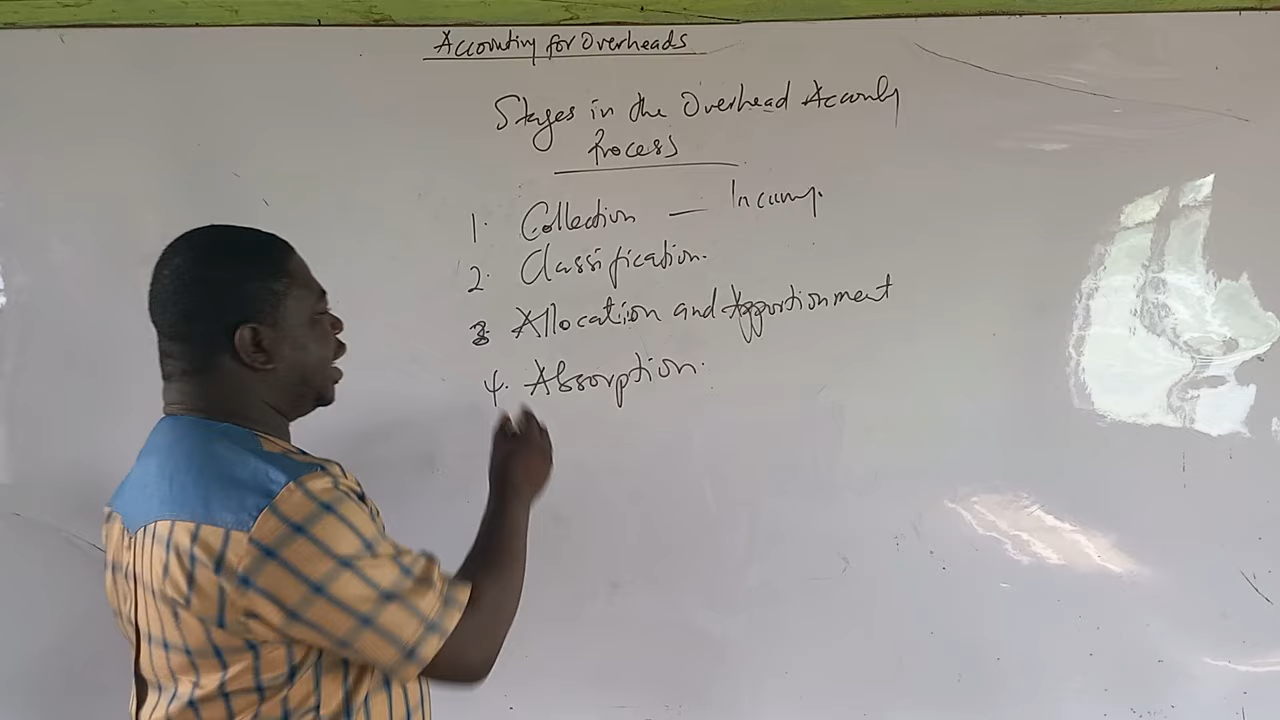 Accounting for Overheads
Stages in the Overhead Accounting
Process
1. Collection — Incurring.
2. Classification.
3. Allocation and Apportionment
4. Absorption.